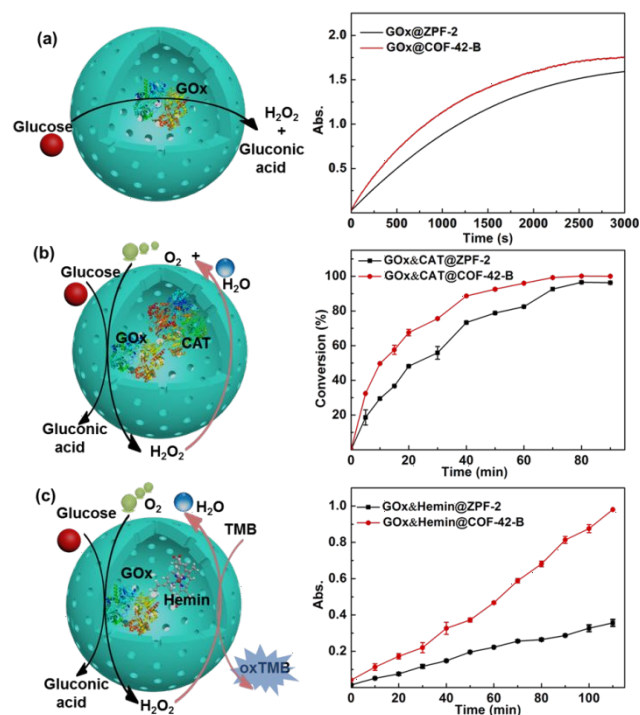 (a)
GOx
Glucose
H₂O₂
+
Gluconic
acid
GOx@ZPF-2
GOx@COF-42-B
Abs.
2.0
1.5
1.0
0.5
0 500 1000 1500 2000 2500 3000
Time (s)
(b)
O₂ +
H₂O
Glucose
GOx
CAT
Gluconic
acid
H₂O₂
GOx&CAT@ZPF-2
GOx&CAT@COF-42-B
Conversion (%)
100
80
60
40
20
0 20 40 60 80
Time (min)
(c)
O₂
H₂O
Glucose
TMB
GOx
Hemin
oxTMB
Gluconic
acid
H₂O₂
GOx&Hemin@ZPF-2
GOx&Hemin@COF-42-B
Abs.
1.0
0.8
0.6
0.4
0.2
0 20 40 60 80 100
Time (min)